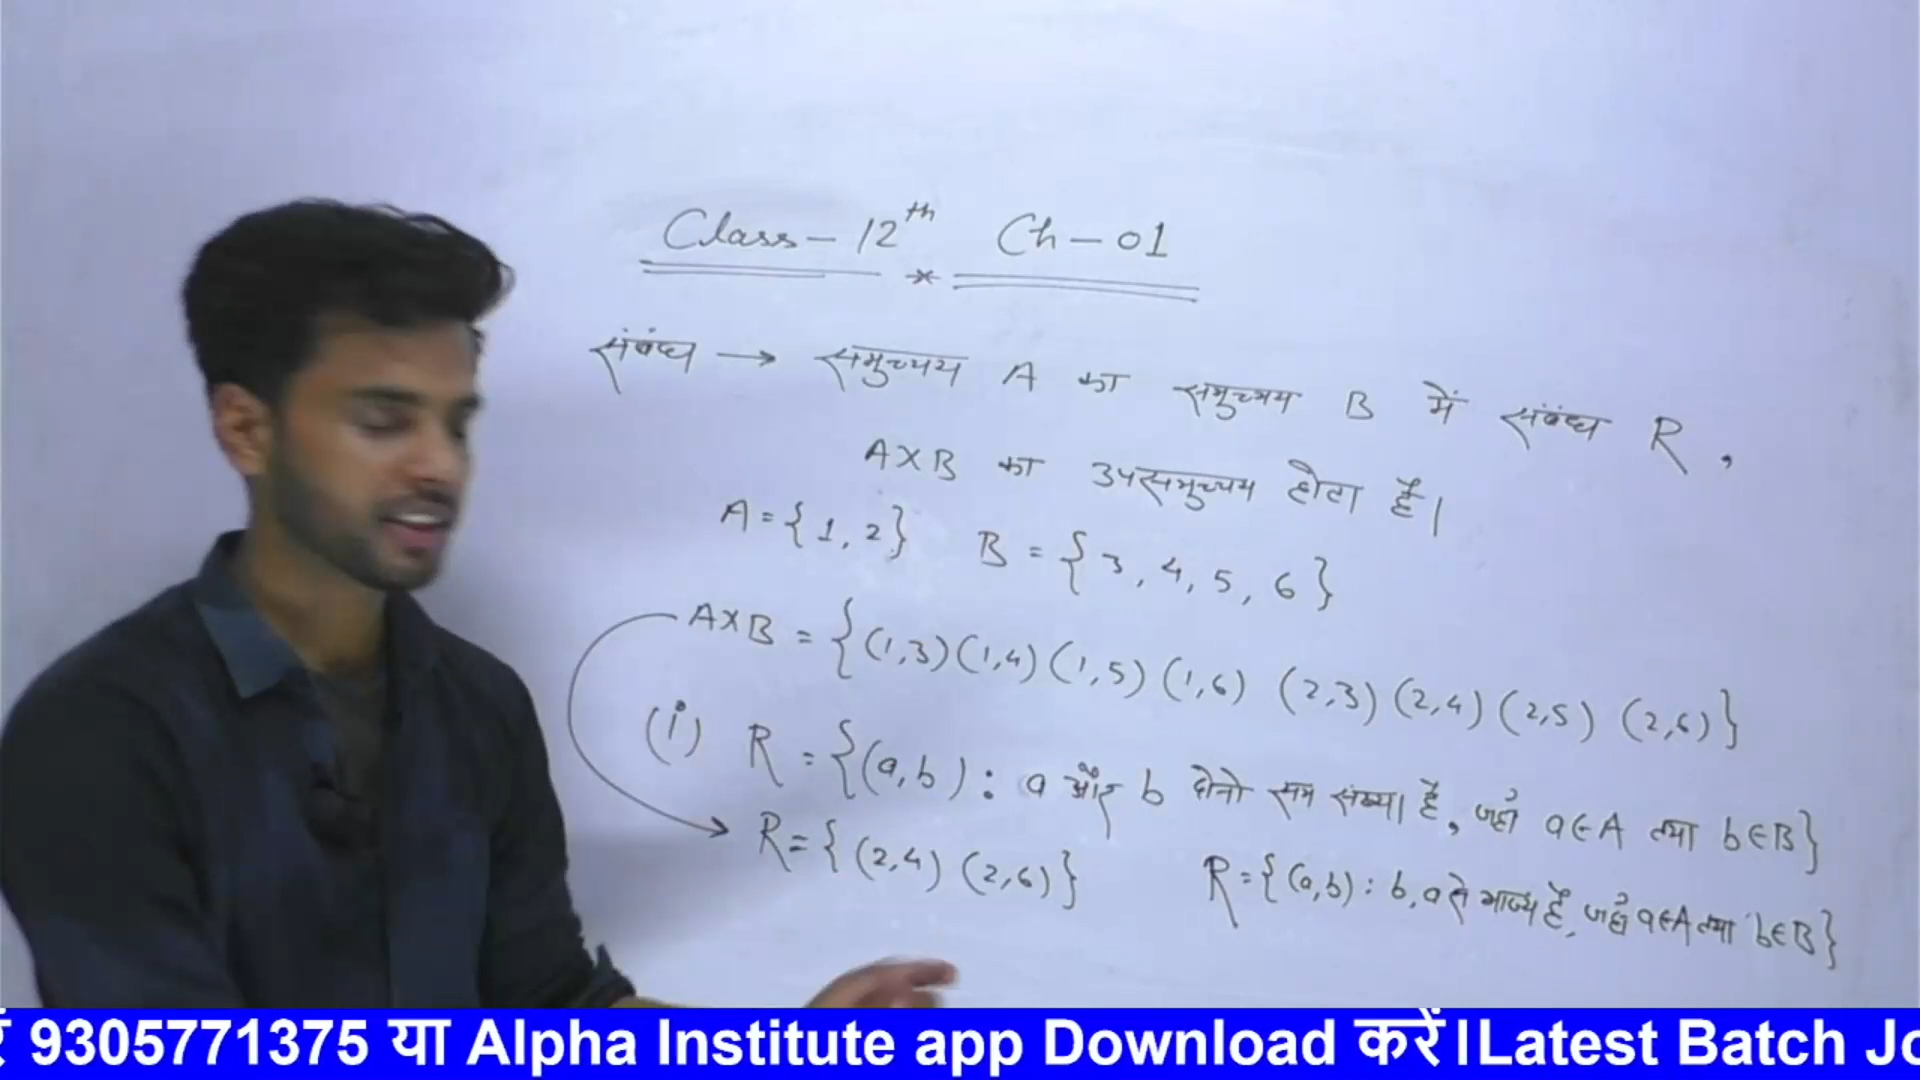 Class - 12th Ch - 01
संबंध → समुच्चय A का समुच्चय B में संबंध R,
A×B का उपसमुच्चय होता है।
A = {1, 2} B = {3, 4, 5, 6}
A×B = {(1,3) (1,4) (1,5) (1,6) (2,3) (2,4) (2,5) (2,6)}
(i) R = {(a,b) : a और b दोनो सम संख्या है, जहाँ a∈A तथा b∈B}
R = {(2,4) (2,6)}
R = {(a,b) : b, a से भाज्य है, जहाँ a∈A तथा b∈B}
9305771375 या Alpha Institute app Download करें।Latest Batch Jo